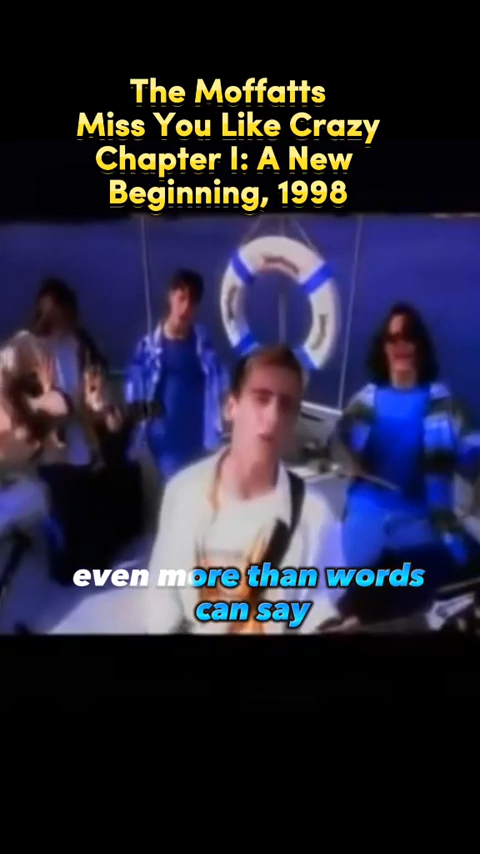 The Moffatts
Miss You Like Crazy
Chapter I: A New
Beginning, 1998
even more than words
can say